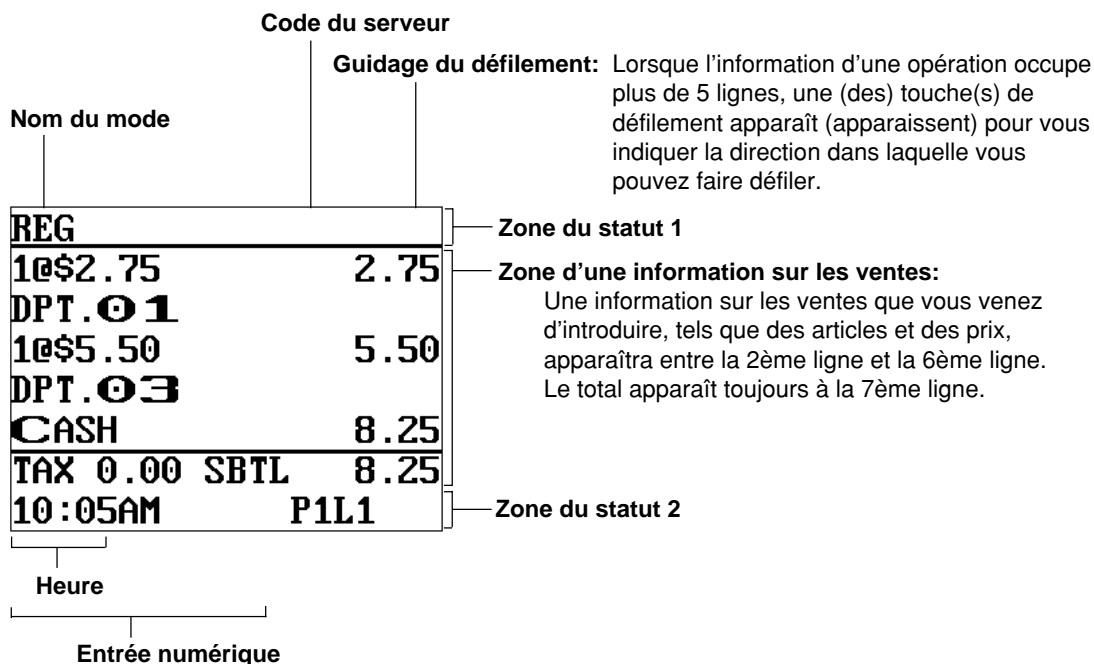 Code du serveur
Guidage du défilement: Lorsque l'information d'une opération occupe
plus de 5 lignes, une (des) touche(s) de
défilement apparaît (apparaissent) pour vous
indiquer la direction dans laquelle vous
pouvez faire défiler.
Nom du mode
REG
Zone du statut 1
1@$2.75 2.75
DPT.01
1@$5.50 5.50
DPT.03
CASH 8.25
TAX 0.00 SBTL 8.25
Zone d'une information sur les ventes:
Une information sur les ventes que vous venez
d'introduire, tels que des articles et des prix,
apparaîtra entre la 2ème ligne et la 6ème ligne.
Le total apparaît toujours à la 7ème ligne.
10:05AM P1L1
Zone du statut 2
Heure
Entrée numérique